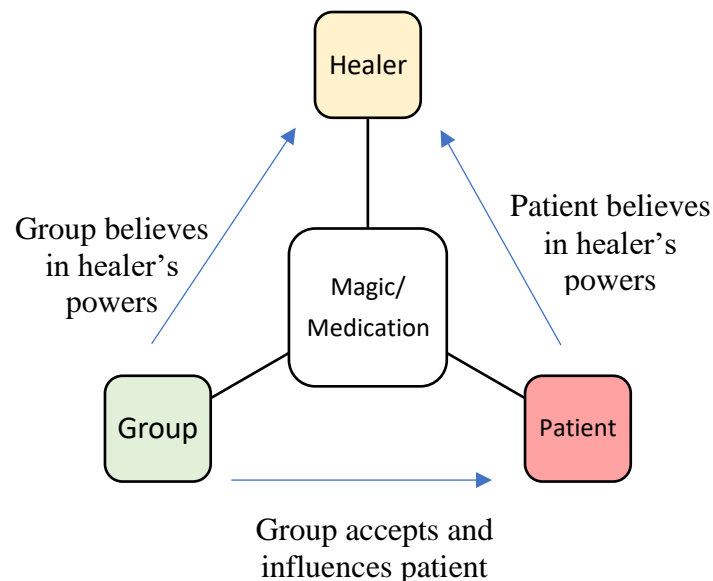 Healer
Group believes
in healer’s
powers
Patient believes
in healer’s
powers
Magic/
Medication
Group
Patient
Group accepts and
influences patient